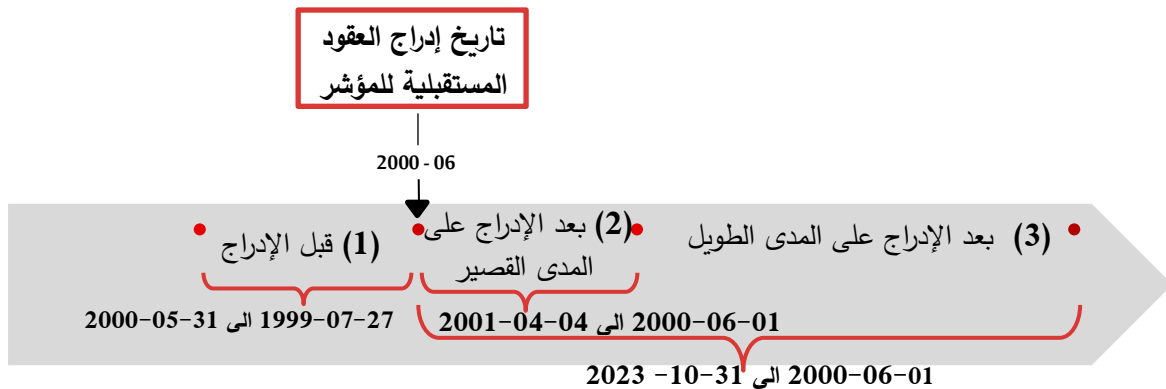 تاريخ إدراج العقود
المستقبلية للمؤشر
2000 - 06
(1) قبل الإدراج
(2) بعد الإدراج على
المدى القصير
(3) بعد الإدراج على المدى الطويل
1999-07-27 الى 2000-05-31
2000-06-01 الى 2001-04-04
2000-06-01 الى 31-10- 2023